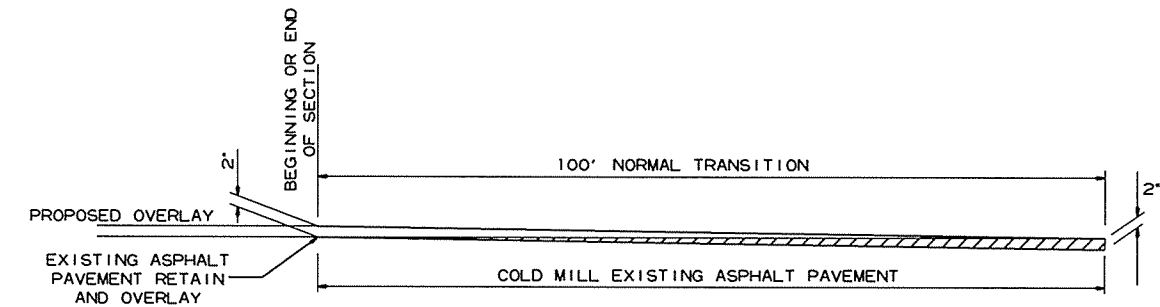 BEGINNING OR END
OF SECTION
2"
100' NORMAL TRANSITION
2"
PROPOSED OVERLAY
EXISTING ASPHALT
PAVEMENT RETAIN
AND OVERLAY
COLD MILL EXISTING ASPHALT PAVEMENT